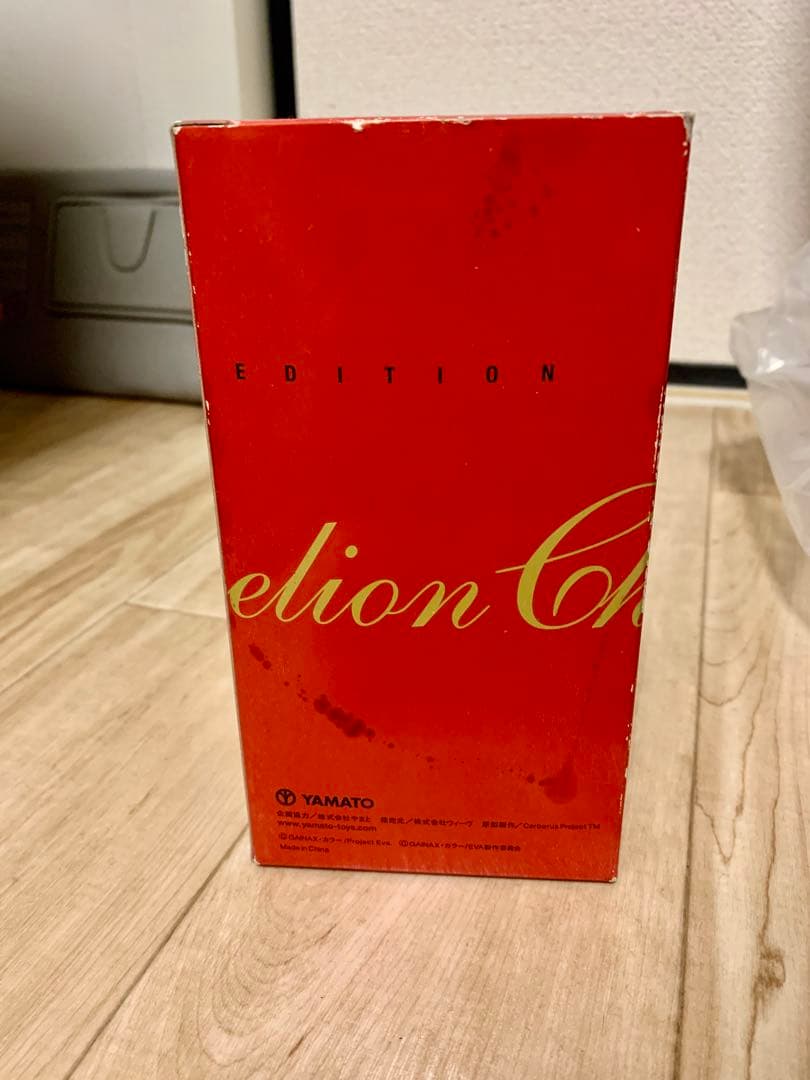 EDITION
elion Ch
YAMATO
企画協力／株式会社やまと 発売元／株式会社ウィーヴ 原型製作／Cerberus Project TM
www.yamato-toys.com
©GAINAX・カラー/Project Eva. ©GAINAX・カラー/EVA製作委員会
Made in China